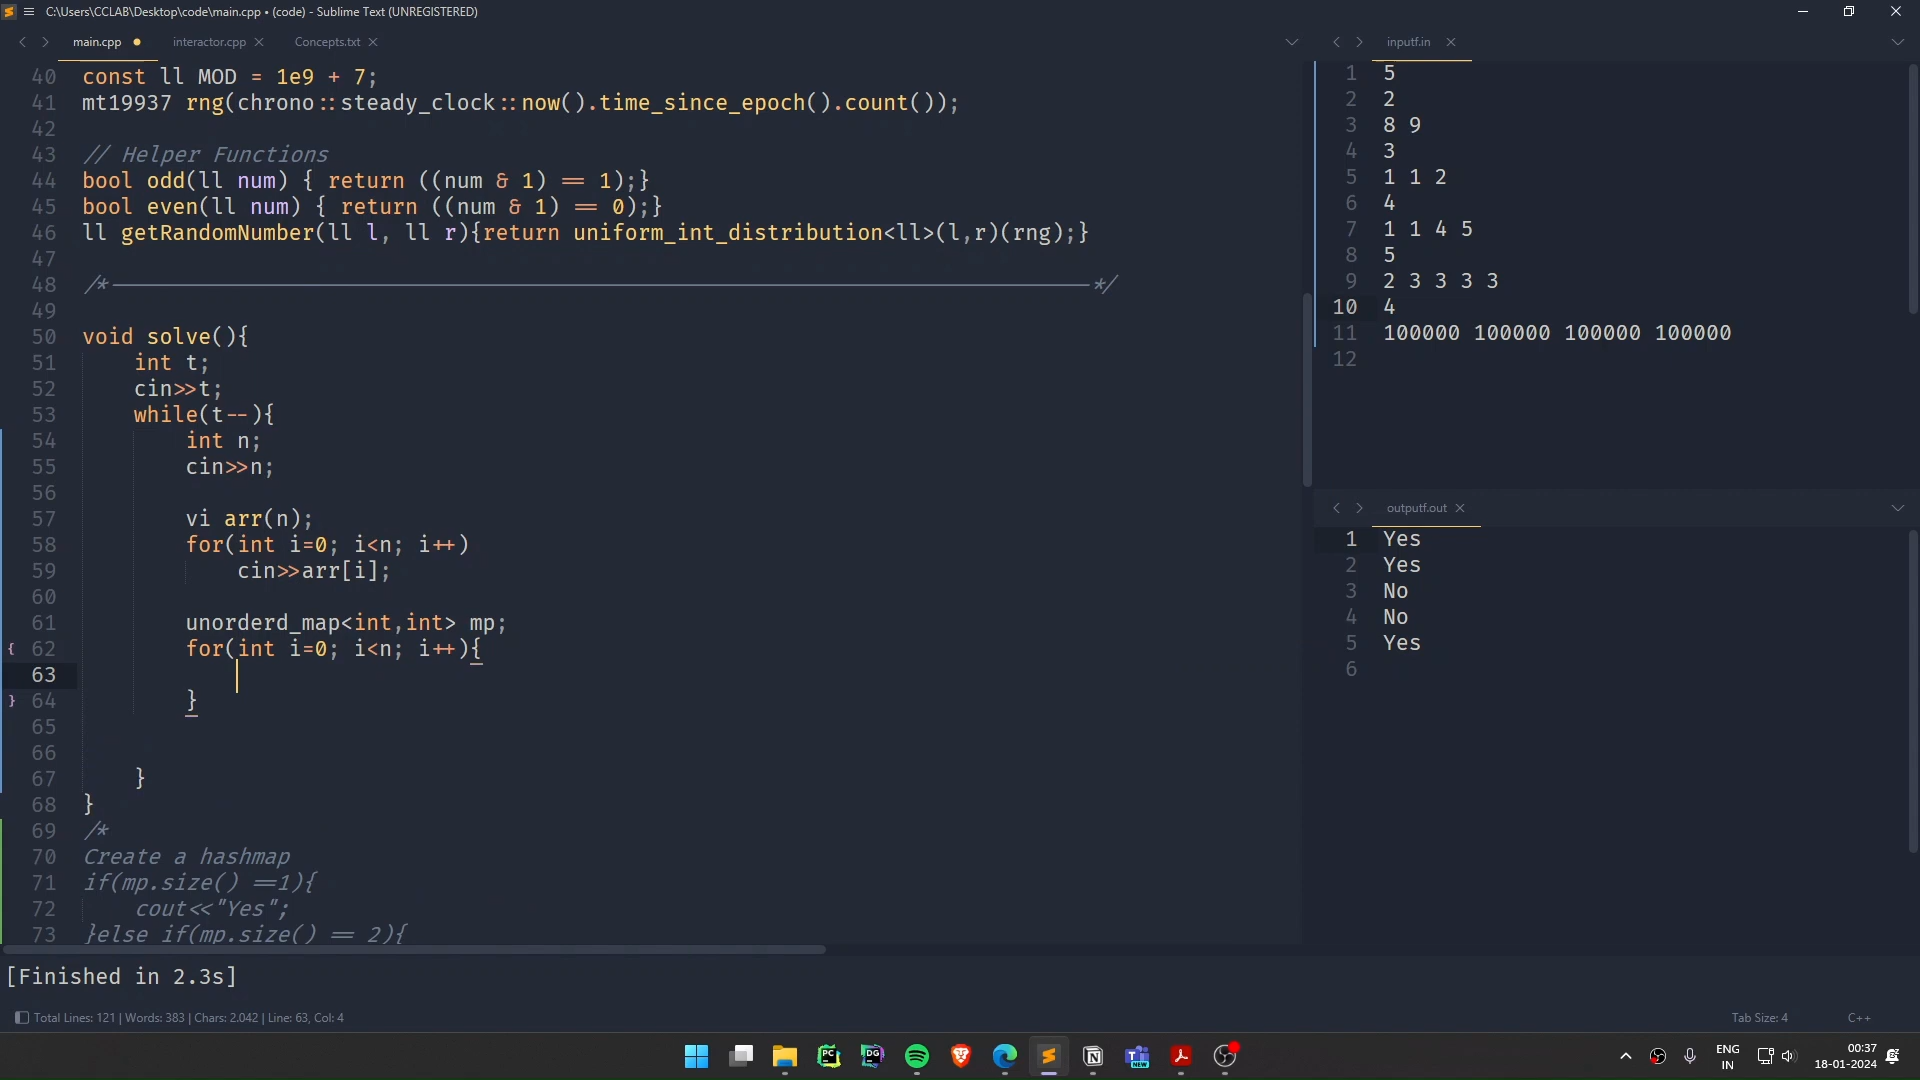 C:\Users\CCLAB\Desktop\code\main.cpp • (code) - Sublime Text (UNREGISTERED)
main.cpp
interactor.cpp
Concepts.txt
40 const ll MOD = 1e9 + 7;
41 mt19937 rng(chrono::steady_clock::now().time_since_epoch().count());
42
43 // Helper Functions
44 bool odd(ll num) { return ((num & 1) == 1);}
45 bool even(ll num) { return ((num & 1) == 0);}
46 ll getRandomNumber(ll l, ll r){return uniform_int_distribution<ll>(l,r)(rng);}
47
48 /*——————————*/
49
50 void solve(){
51 int t;
52 cin>>t;
53 while(t--){
54 int n;
55 cin>>n;
56
57 vi arr(n);
58 for(int i=0; i<n; i++)
59 cin>>arr[i];
60
61 unorderd_map<int,int> mp;
62 for(int i=0; i<n; i++){
63
64 }
65
66
67 }
68 }
69 /*
70 Create a hashmap
71 if(mp.size() ==1){
72 cout<<"Yes";
73 }else if(mp.size() == 2){
inputf.in
1 5
2 2
3 8 9
4 3
5 1 1 2
6 4
7 1 1 4 5
8 5
9 2 3 3 3 3
10 4
11 100000 100000 100000 100000
12
outputf.out
1 Yes
2 Yes
3 No
4 No
5 Yes
6
[Finished in 2.3s]
Total Lines: 121 | Words: 383 | Chars: 2.042 | Line: 63, Col: 4
Tab Size: 4
C++
PC
DG
NEW
ENG
IN
00:37
18-01-2024